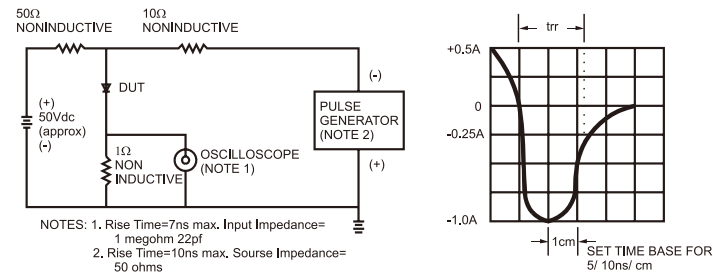 50Ω
NONINDUCTIVE
10Ω
NONINDUCTIVE
DUT
(+)
50Vdc
(approx)
(-)
1Ω
NON
INDUCTIVE
OSCILLOSCOPE
(NOTE 1)
(-)
PULSE
GENERATOR
(NOTE 2)
(+)
NOTES: 1. Rise Time=7ns max. Input Impedance=
1 megohm 22pf
2. Rise Time=10ns max. Sourse Impedance=
50 ohms
trr
+0.5A
0
-0.25A
-1.0A
1cm
SET TIME BASE FOR
5/ 10ns/ cm